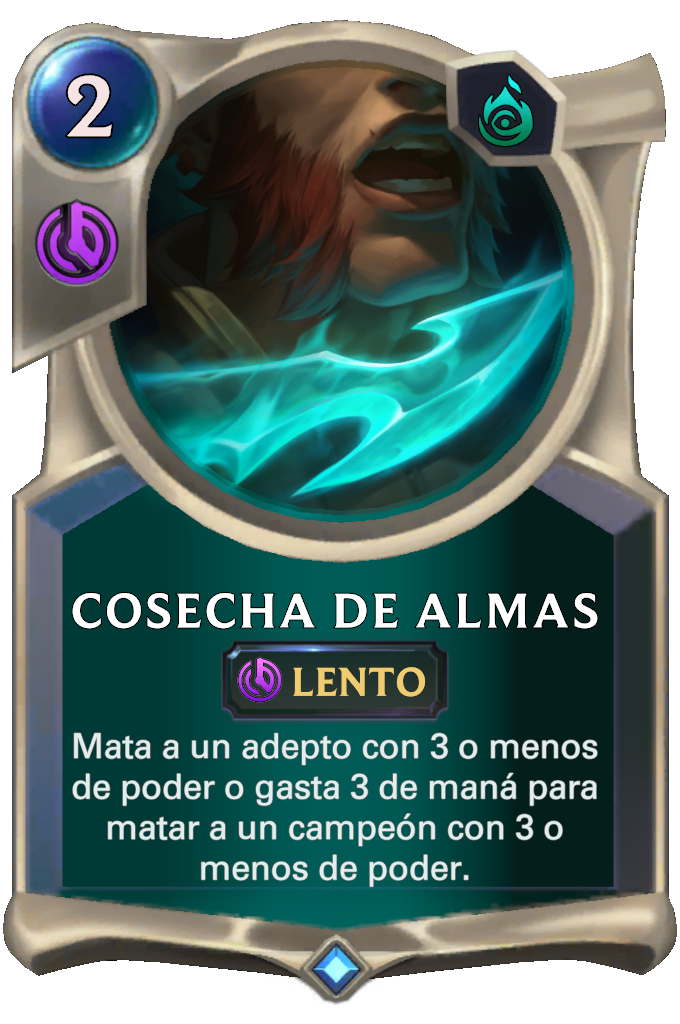 2
COSECHA DE ALMAS
LENTO
Mata a un adepto con 3 o menos
de poder o gasta 3 de maná para
matar a un campeón con 3 o
menos de poder.